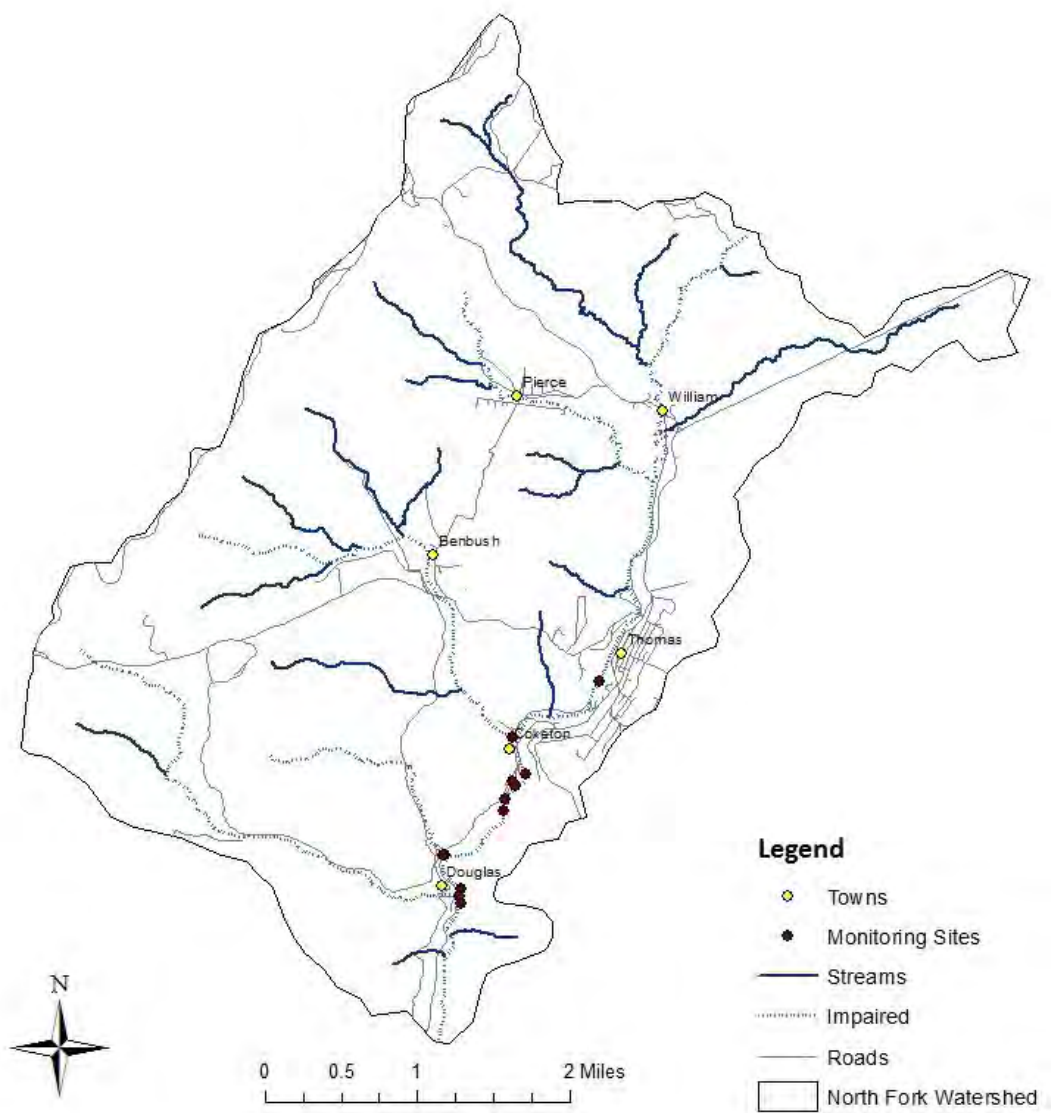 Pierce
William
Benbush
Thomas
Coketon
Douglas
Legend
Towns
Monitoring Sites
Streams
Impaired
Roads
North Fork Watershed
N
0 0.5 1 2 Miles